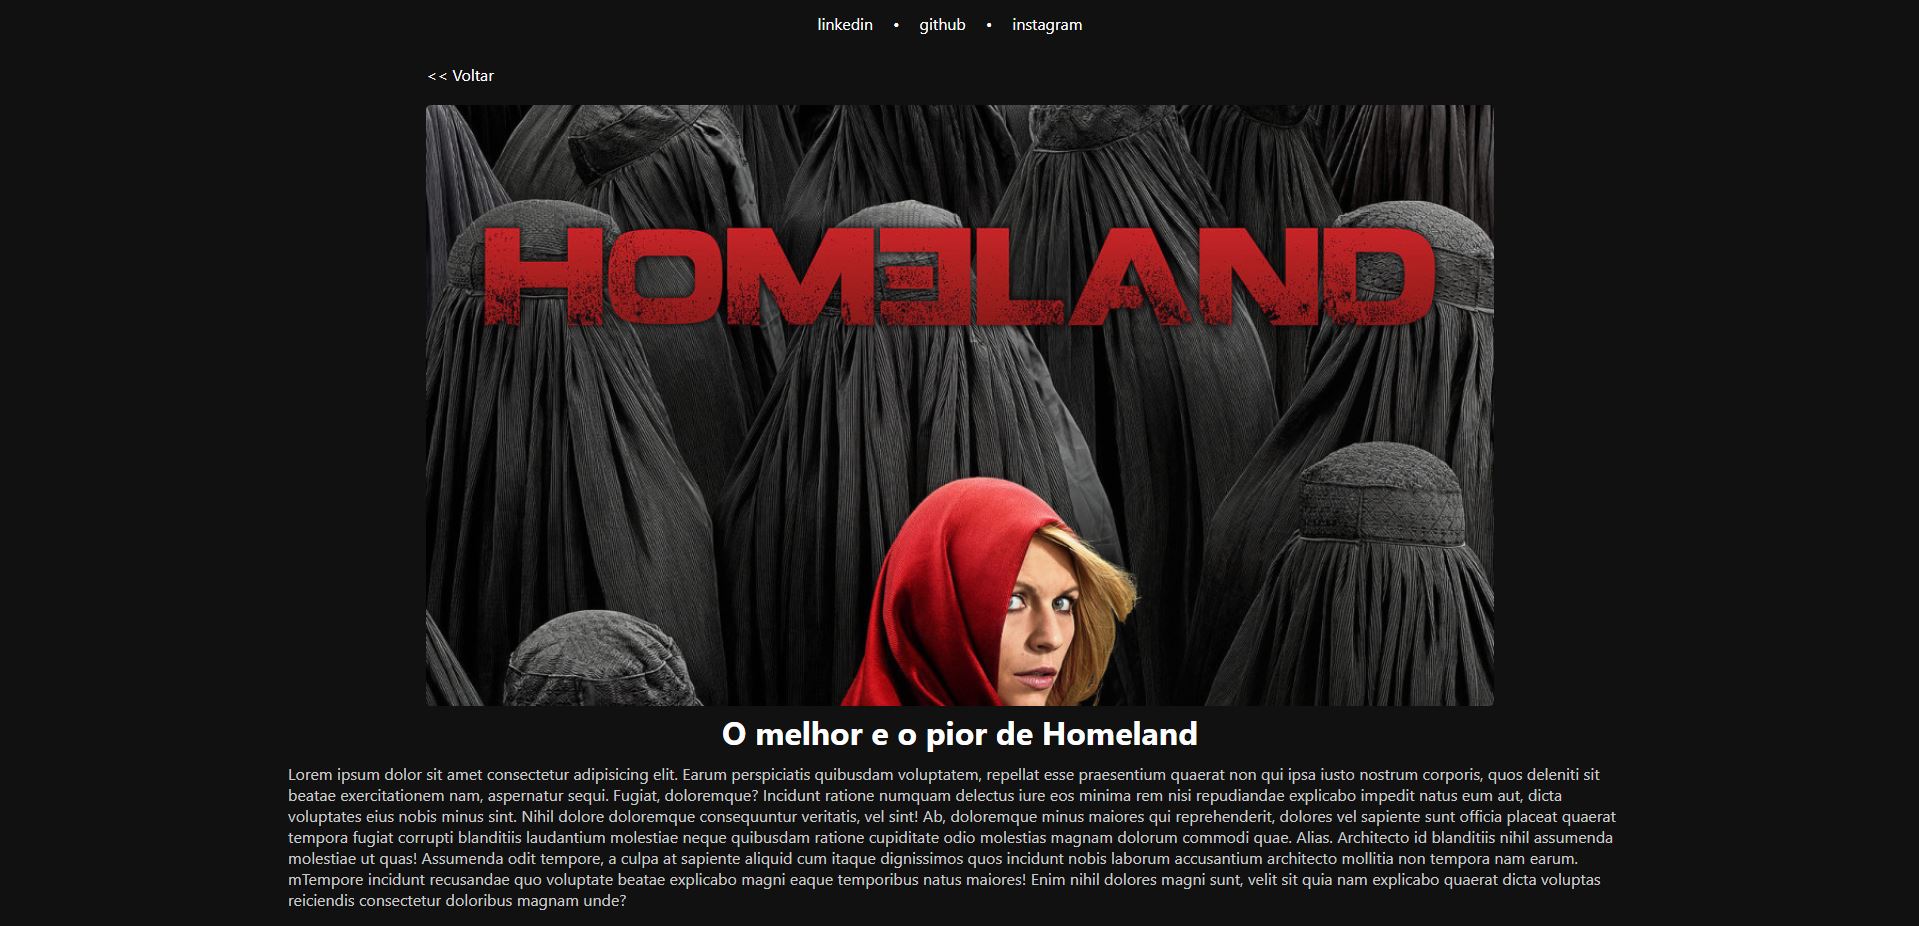 linkedin • github • instagram
<< Voltar
HOMELAND
O melhor e o pior de Homeland
Lorem ipsum dolor sit amet consectetur adipisicing elit. Earum perspiciatis quibusdam voluptatem, repellat esse praesentium quaerat non qui ipsa iusto nostrum corporis, quos deleniti sit
beatae exercitationem nam, aspernatur sequi. Fugiat, doloremque? Incidunt ratione numquam delectus iure eos minima rem nisi repudiandae explicabo impedit natus eum aut, dicta
voluptates eius nobis minus sint. Nihil dolore doloremque consequuntur veritatis, vel sint! Ab, doloremque minus maiores qui reprehenderit, dolores vel sapiente sunt officia placeat quaerat
tempora fugiat corrupti blanditiis laudantium molestiae neque quibusdam ratione cupiditate odio molestias magnam dolorum commodi quae. Alias. Architecto id blanditiis nihil assumenda
molestiae ut quas! Assumenda odit tempore, a culpa at sapiente aliquid cum itaque dignissimos quos incidunt nobis laborum accusantium architecto mollitia non tempora nam earum.
mTempore incidunt recusandae quo voluptate beatae explicabo magni eaque temporibus natus maiores! Enim nihil dolores magni sunt, velit sit quia nam explicabo quaerat dicta voluptas
reiciendis consectetur doloribus magnam unde?